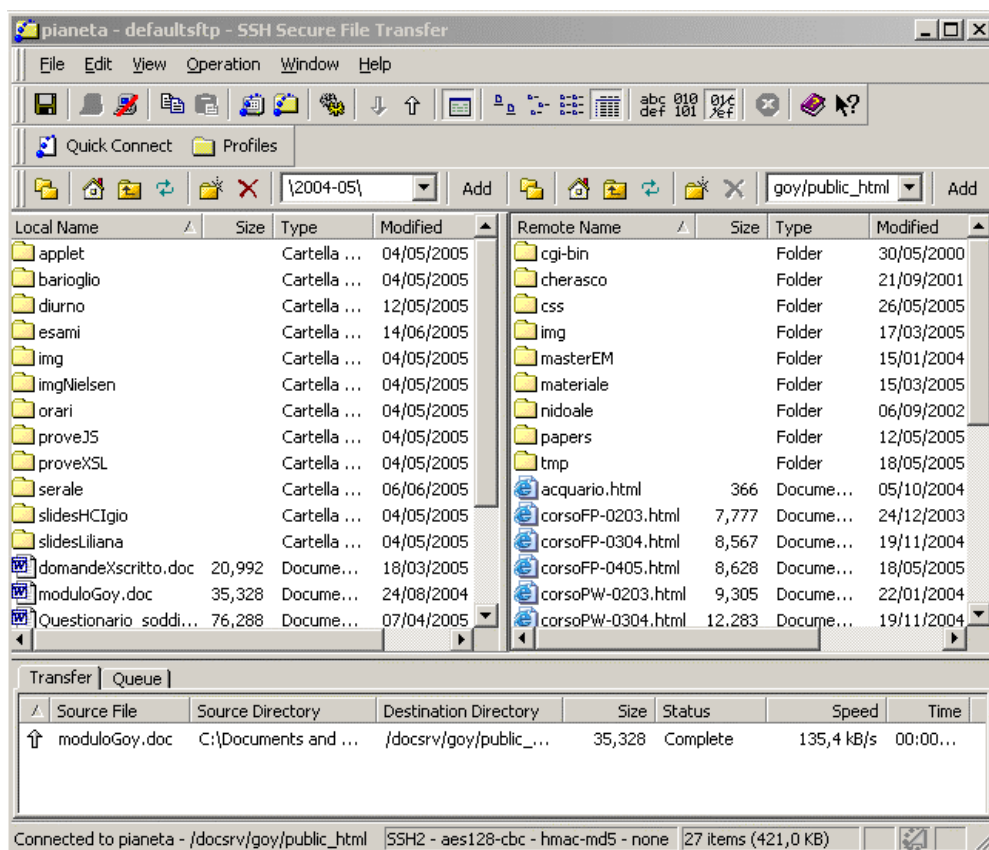 pianeta - defaultsftp - SSH Secure File Transfer
File Edit View Operation Window Help
abc def 010 101
Quick Connect Profiles
\2004-05\ Add goy/public_html Add
Local Name Size Type Modified
applet Cartella ... 04/05/2005
barioglio Cartella ... 04/05/2005
diurno Cartella ... 12/05/2005
esami Cartella ... 14/06/2005
img Cartella ... 04/05/2005
imgNielsen Cartella ... 04/05/2005
orari Cartella ... 04/05/2005
proveJS Cartella ... 04/05/2005
proveXSL Cartella ... 04/05/2005
serale Cartella ... 06/06/2005
slidesHCIgio Cartella ... 04/05/2005
slidesLiliana Cartella ... 04/05/2005
domandeXscritto.doc 20,992 Docume... 18/03/2005
moduloGoy.doc 35,328 Docume... 24/08/2004
Questionario soddi... 76,288 Docume... 07/04/2005
Remote Name Size Type Modified
cgi-bin Folder 30/05/2000
cherasco Folder 21/09/2001
css Folder 26/05/2005
img Folder 17/03/2005
masterEM Folder 15/01/2004
materiale Folder 15/03/2005
nidoale Folder 06/09/2002
papers Folder 12/05/2005
tmp Folder 18/05/2005
acquario.html 366 Docume... 05/10/2004
corsoFP-0203.html 7,777 Docume... 24/12/2003
corsoFP-0304.html 8,567 Docume... 19/11/2004
corsoFP-0405.html 8,628 Docume... 18/05/2005
corsoPW-0203.html 9,305 Docume... 22/01/2004
corsoPW-0304.html 12,283 Docume... 19/11/2004
Transfer Queue
Source File Source Directory Destination Directory Size Status Speed Time
moduloGoy.doc C:\Documents and ... /docsrv/goy/public_... 35,328 Complete 135,4 kB/s 00:00...
Connected to pianeta - /docsrv/goy/public_html SSH2 - aes128-cbc - hmac-md5 - none 27 items (421,0 KB)